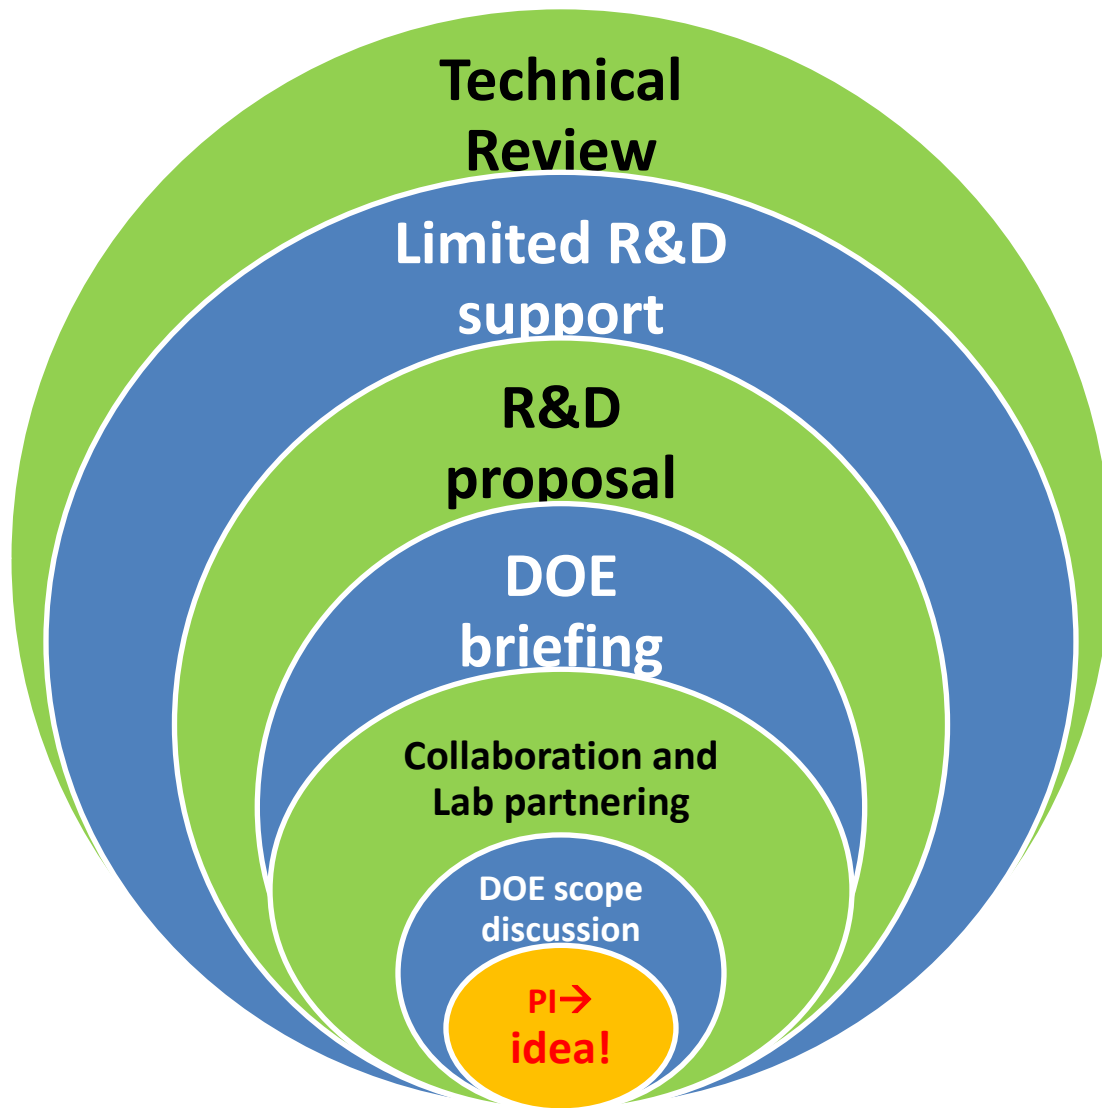 Technical
Review
Limited R&D
support
R&D
proposal
DOE
briefing
Collaboration and
Lab partnering
DOE scope
discussion
PI→
idea!